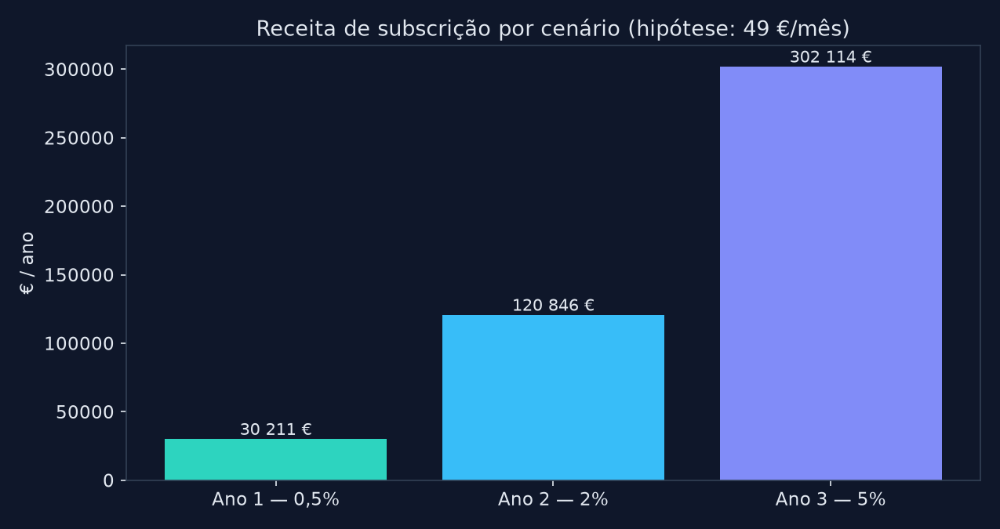 Receita de subscrição por cenário (hipótese: 49 €/mês)
300000
250000
200000
150000
100000
50000
0
€ / ano
302 114 €
120 846 €
30 211 €
Ano 1 — 0,5%
Ano 2 — 2%
Ano 3 — 5%